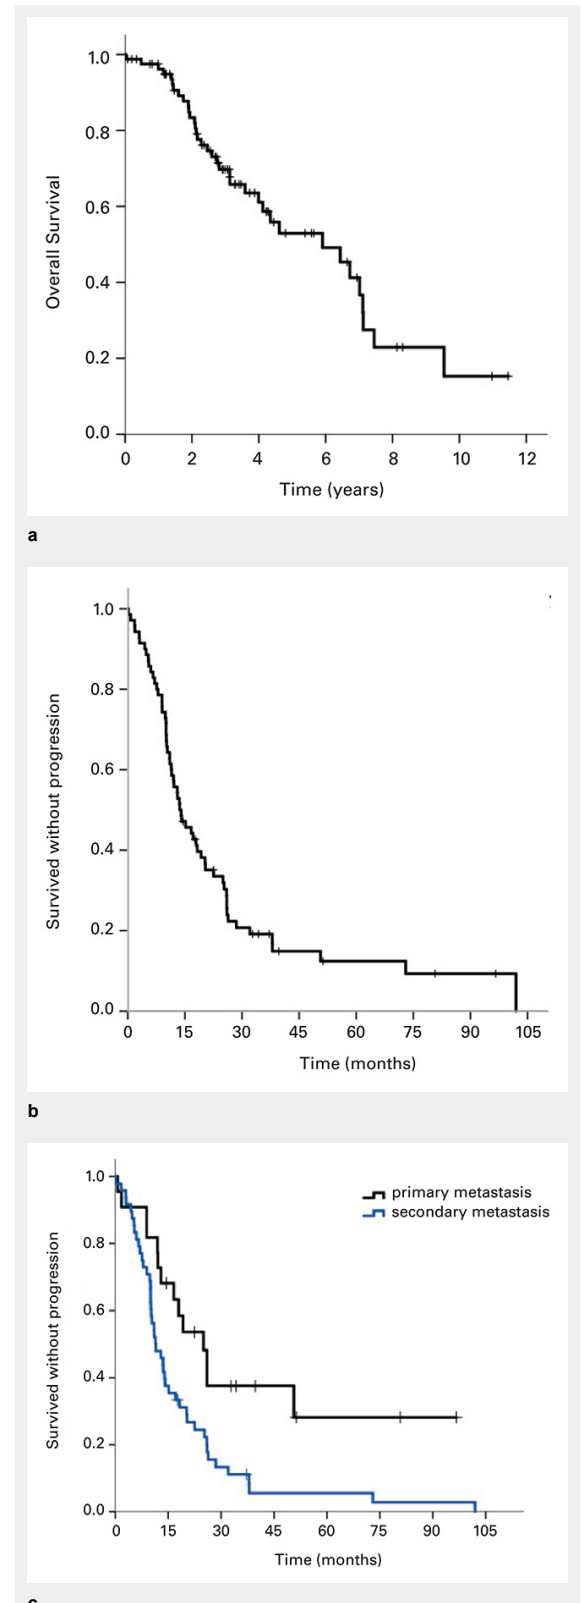 1.0
0.8
0.6
0.4
0.2
0.0
Overall Survival
0 2 4 6 8 10 12
Time (years)
a
1.0
0.8
0.6
0.4
0.2
0.0
Survived without progression
0 15 30 45 60 75 90 105
Time (months)
b
primary metastasis
secondary metastasis
1.0
0.8
0.6
0.4
0.2
0.0
Survived without progression
0 15 30 45 60 75 90 105
Time (months)